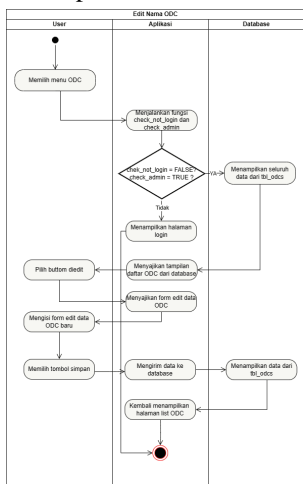 Edit Nama ODC
User
Aplikasi
Database
Memilih menu ODC
Menjalankan fungsi
check_not_login dan
check_admin
chek_not_login = FALSE?
check_admin = TRUE ?
YA
Menampilkan seluruh
data dari tbl_odcs
Tidak
Menampilkan halaman
login
Menyajikan tampilan
daftar ODC dari database
Pilih buttom diedit
Menyajikan form edit data
ODC
Mengisi form edit data
ODC baru
Memilih tombol simpan
Mengirim data ke
database
Menampilkan data dari
tbl_odcs
Kembali menampilkan
halaman list ODC